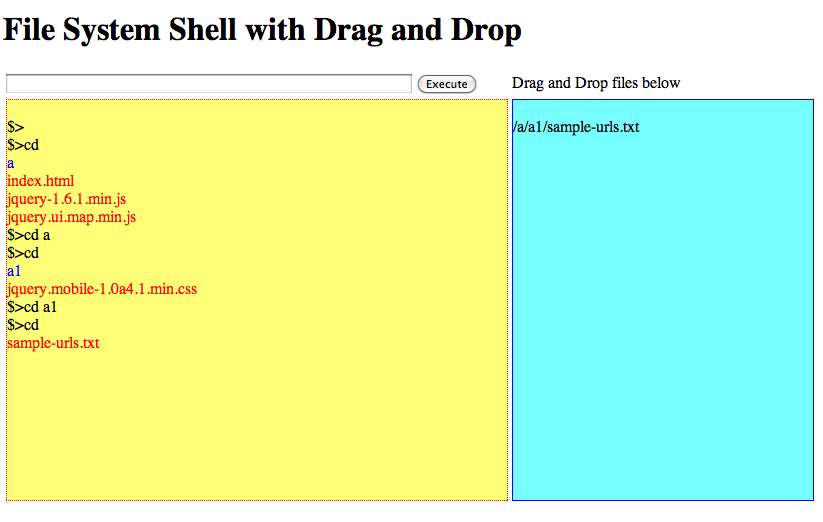 File System Shell with Drag and Drop
Execute
Drag and Drop files below
$>
$>cd
a
index.html
jquery-1.6.1.min.js
jquery.ui.map.min.js
$>cd a
$>cd
a1
jquery.mobile-1.0a4.1.min.css
$>cd a1
$>cd
sample-urls.txt
/a/a1/sample-urls.txt